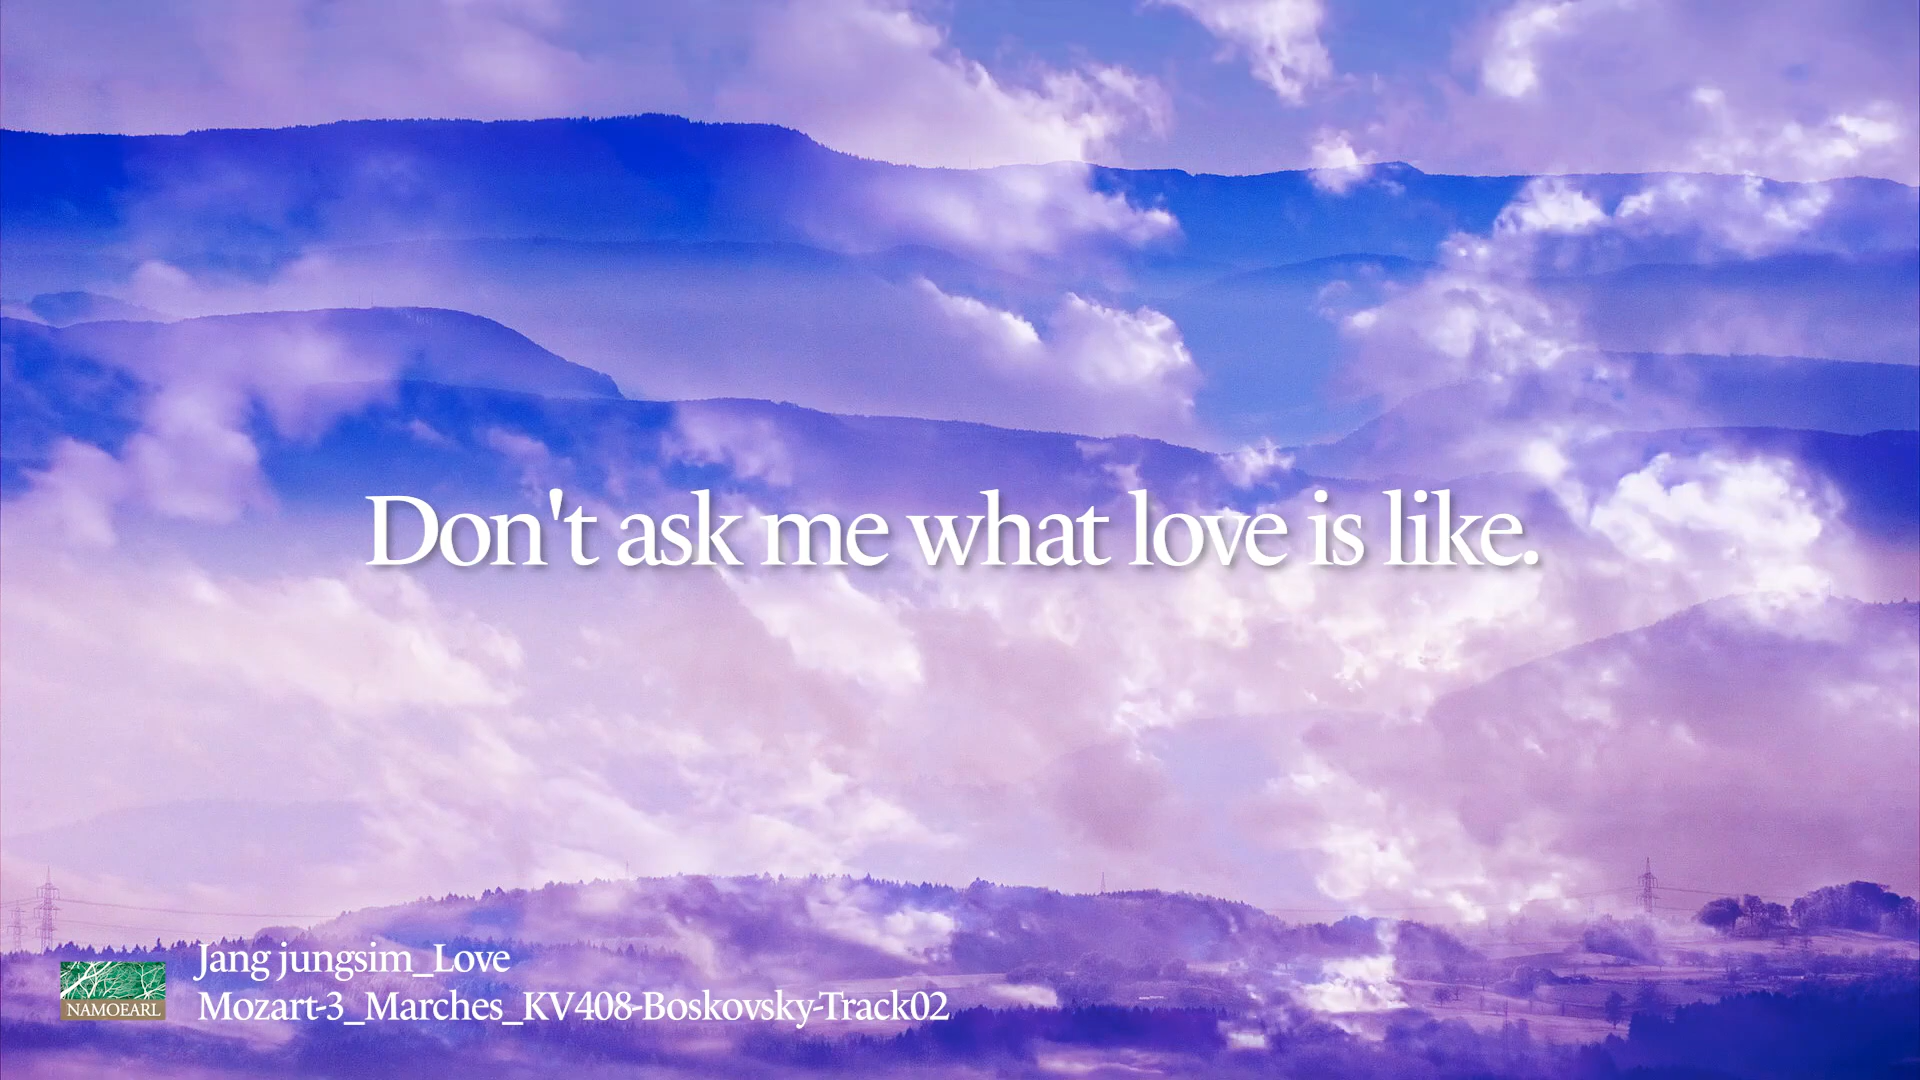 Don't ask me what love is like.
Jang jungsim_Love
Mozart-3_Marches_KV408-Boskovsky-Track02
NAMOEARL